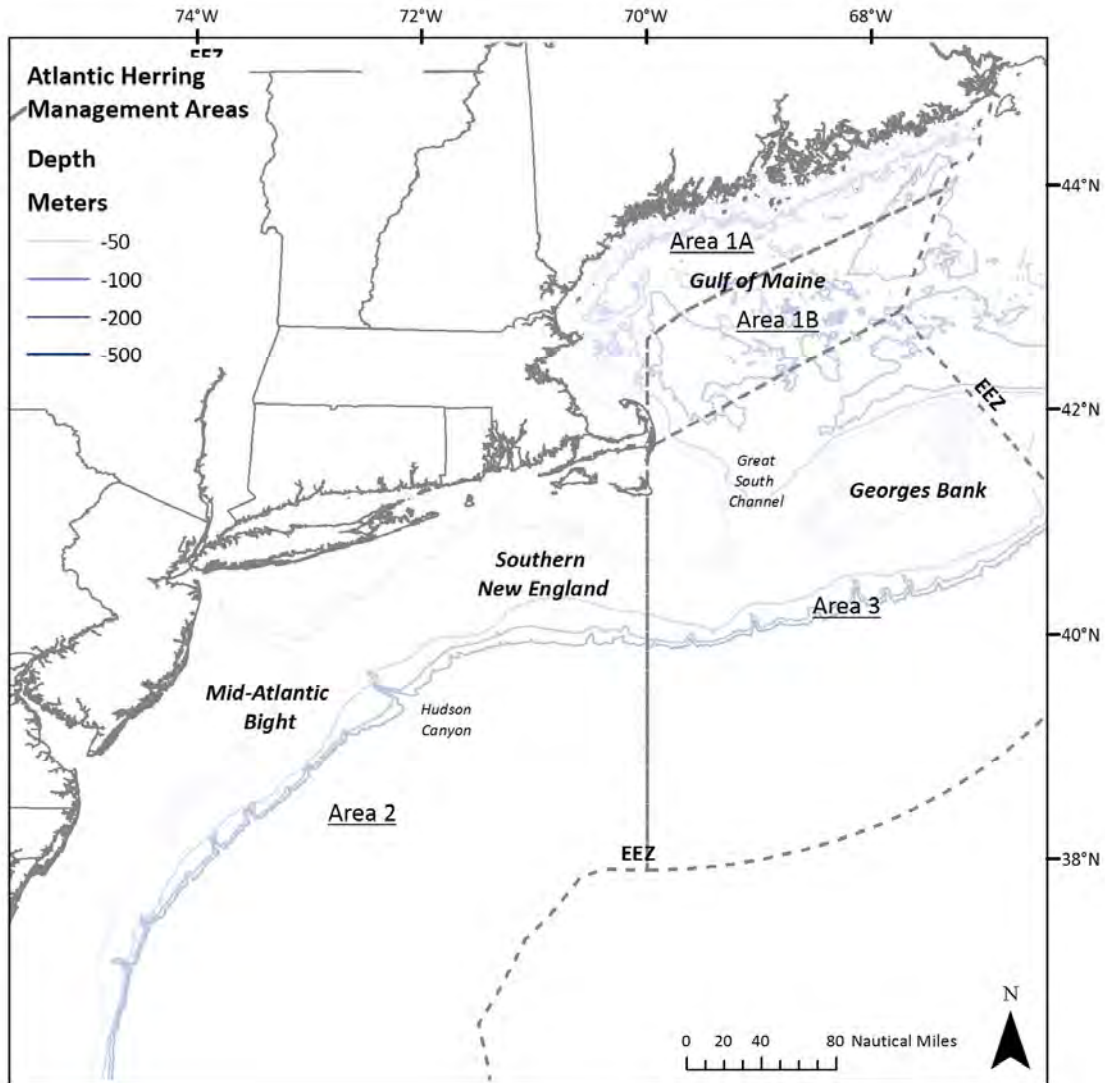 74°W
72°W
70°W
68°W
EEZ
Atlantic Herring
Management Areas
Depth
Meters
-50
-100
-200
-500
44°N
Area 1A
Gulf of Maine
Area 1B
42°N
EEZ
Great
South
Channel
Georges Bank
Southern
New England
Area 3
40°N
Mid-Atlantic
Bight
Hudson
Canyon
Area 2
EEZ
38°N
N
0 20 40 80 Nautical Miles